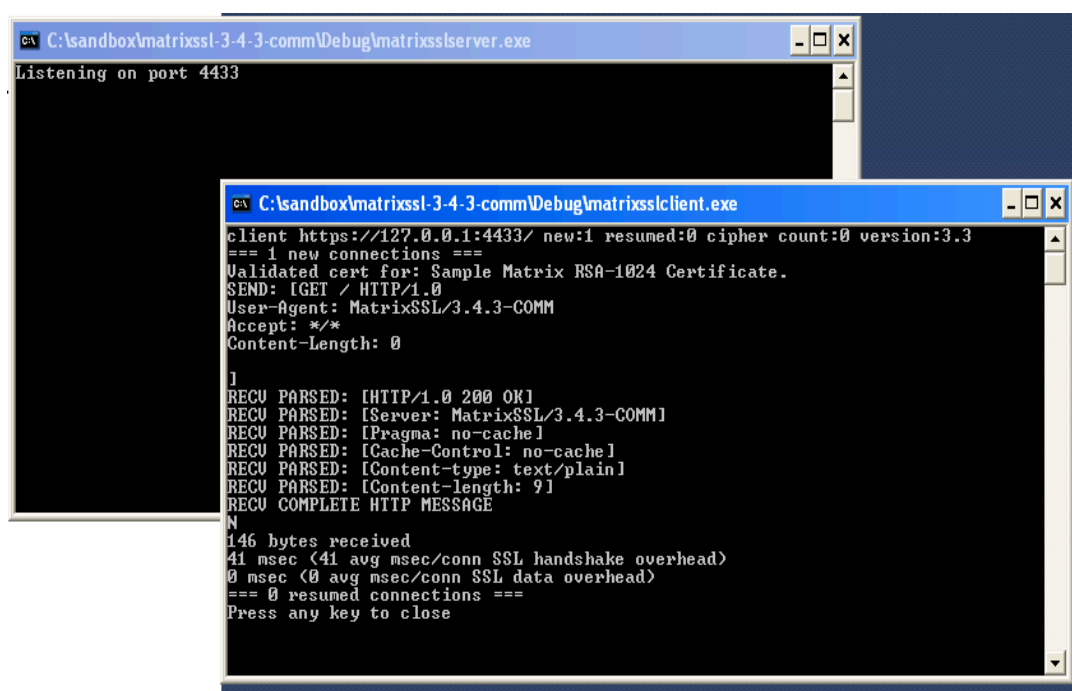 C:\sandbox\matrixssl-3-4-3-comm\Debug\matrixsslserver.exe
Listening on port 4433
C:\sandbox\matrixssl-3-4-3-comm\Debug\matrixsslclient.exe
client https://127.0.0.1:4433/ new:1 resumed:0 cipher count:0 version:3.3
=== 1 new connections ===
Validated cert for: Sample Matrix RSA-1024 Certificate.
SEND: [GET / HTTP/1.0
User-Agent: MatrixSSL/3.4.3-COMM
Accept: */*
Content-Length: 0
]
RECV PARSED: [HTTP/1.0 200 OK]
RECV PARSED: [Server: MatrixSSL/3.4.3-COMM]
RECV PARSED: [Pragma: no-cache]
RECV PARSED: [Cache-Control: no-cache]
RECV PARSED: [Content-type: text/plain]
RECV PARSED: [Content-length: 9]
RECV COMPLETE HTTP MESSAGE
N
146 bytes received
41 msec (41 avg msec/conn SSL handshake overhead)
0 msec (0 avg msec/conn SSL data overhead)
=== 0 resumed connections ===
Press any key to close